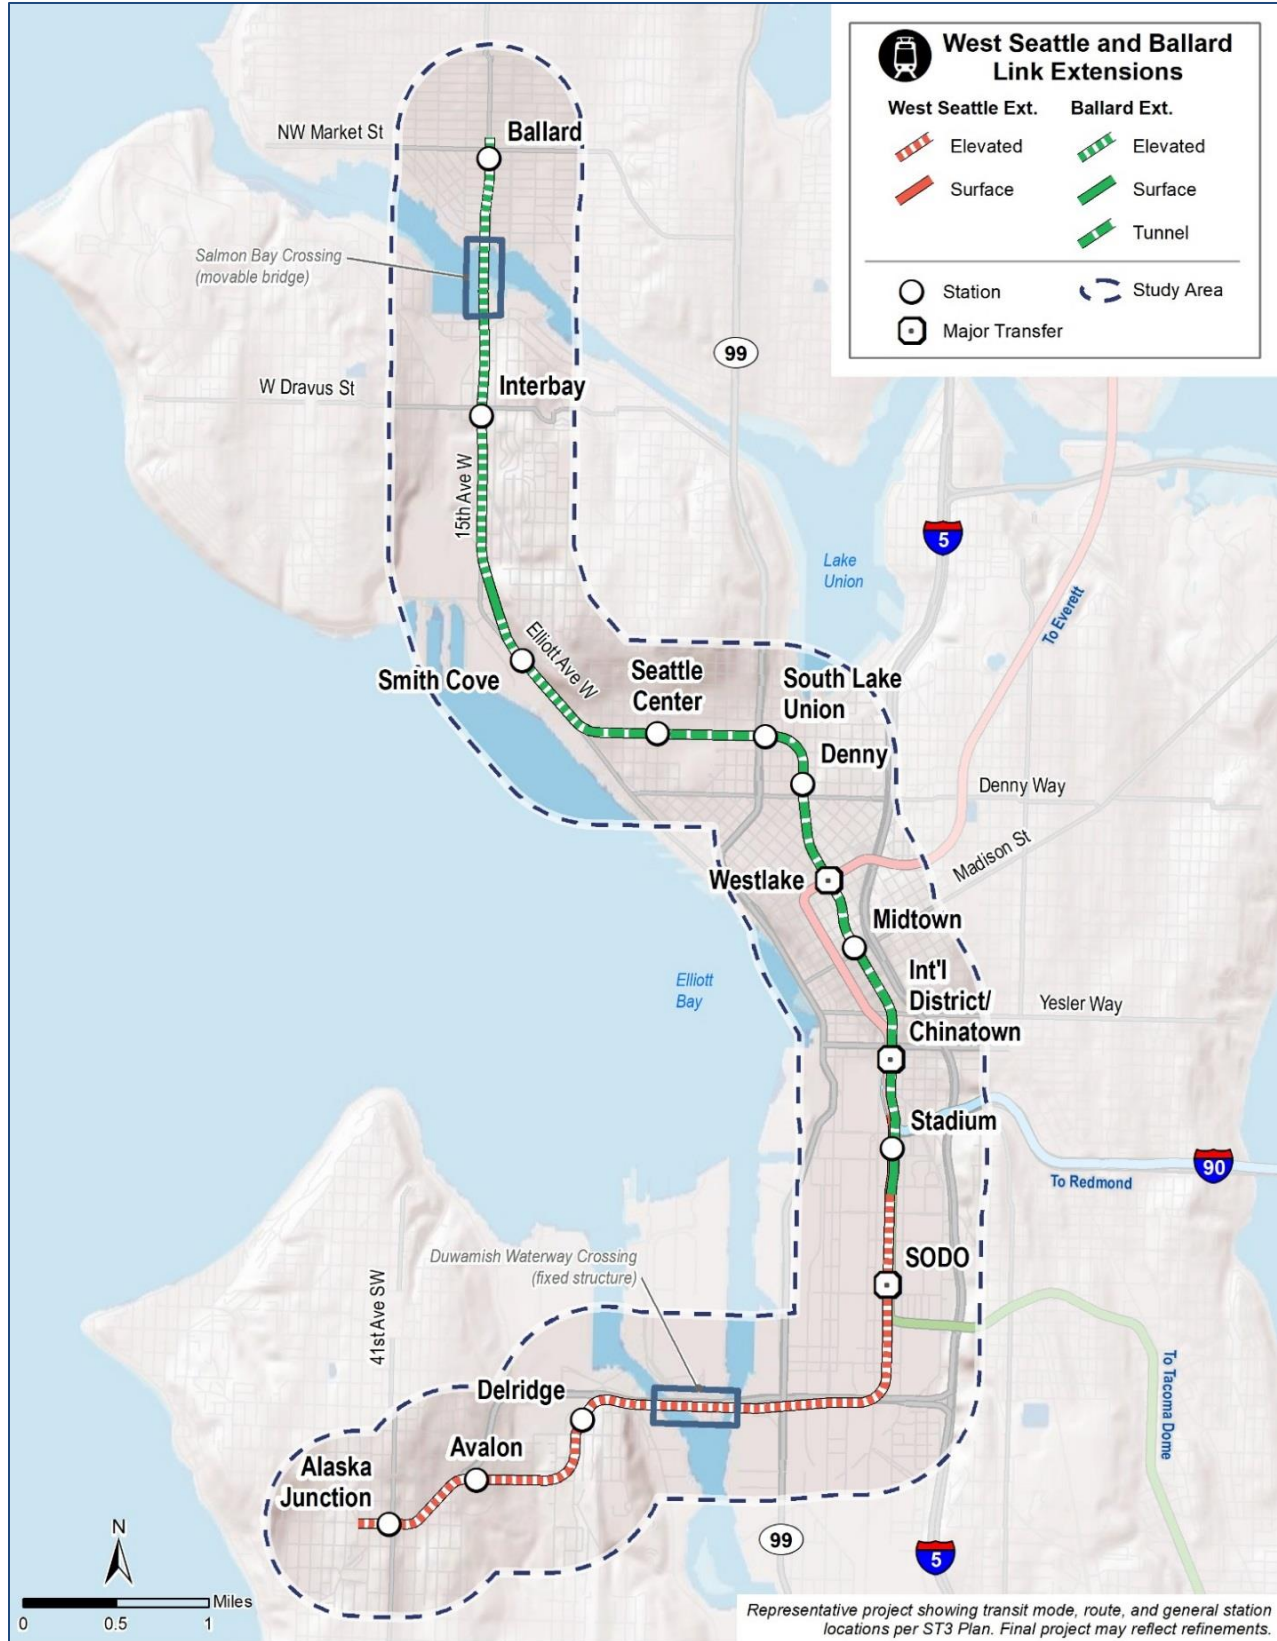 West Seattle and Ballard
Link Extensions
West Seattle Ext.
Ballard Ext.
Elevated
Elevated
Surface
Surface
Tunnel
Station
Study Area
Major Transfer
NW Market St
Ballard
Salmon Bay Crossing
(movable bridge)
99
W Dravus St
Interbay
15th Ave W
5
Lake
Union
To Everett
Elliott Ave W
Smith Cove
Seattle
Center
South Lake
Union
Denny
Denny Way
Madison St
Westlake
Midtown
Elliott
Bay
Int'l
District/
Chinatown
Yesler Way
Stadium
90
To Redmond
Duwamish Waterway Crossing
(fixed structure)
SODO
41st Ave SW
To Tacoma Dome
Delridge
Avalon
Alaska
Junction
N
99
5
Miles
0
0.5
1
Representative project showing transit mode, route, and general station
locations per ST3 Plan. Final project may reflect refinements.